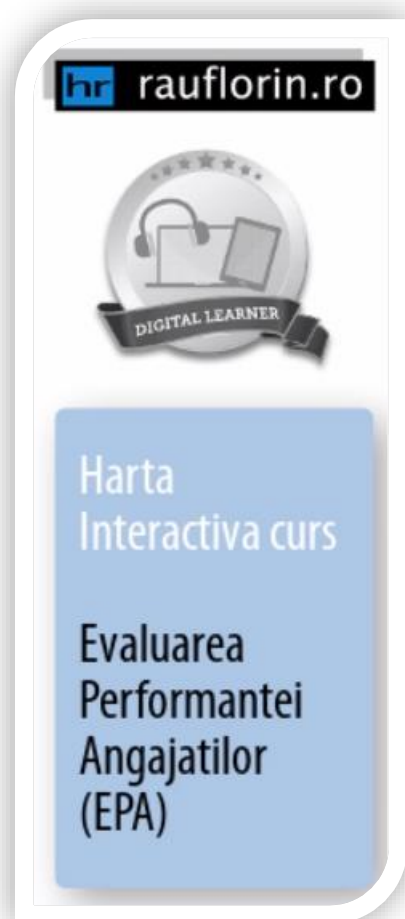 hr rauflorin.ro
DIGITAL LEARNER
Harta
Interactiva curs
Evaluarea
Performantei
Angajatilor
(EPA)